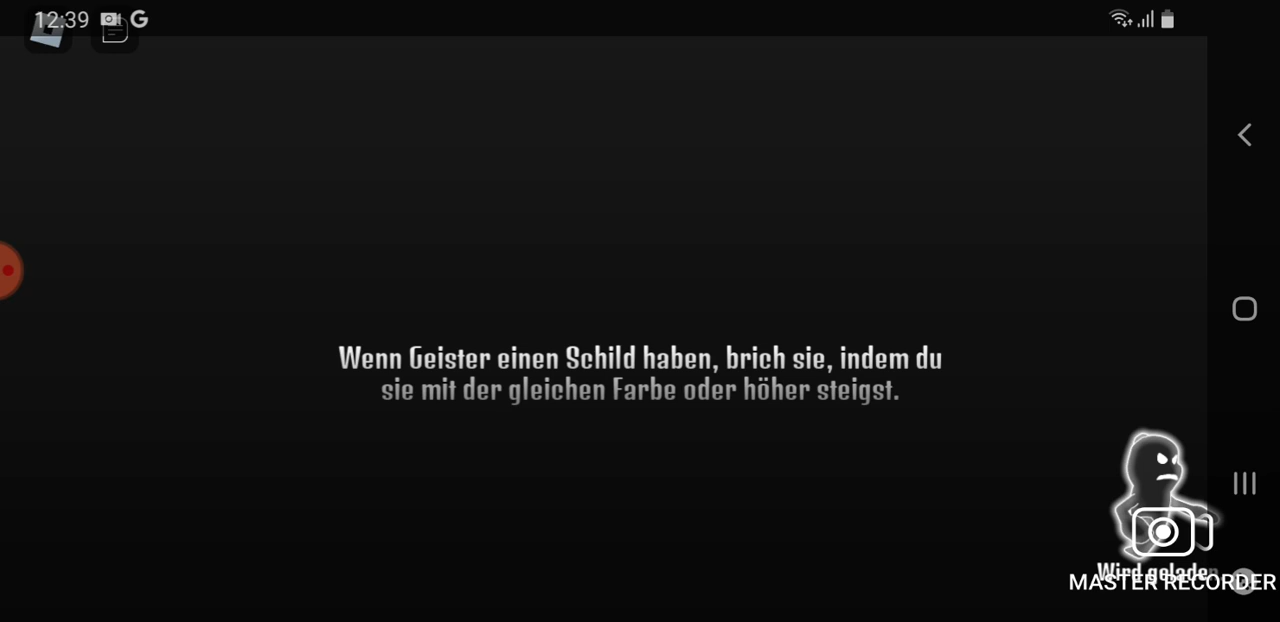 12:39
G
Wenn Geister einen Schild haben, brich sie, indem du
sie mit der gleichen Farbe oder höher steigst.
Wird geladen
MASTER RECORDER